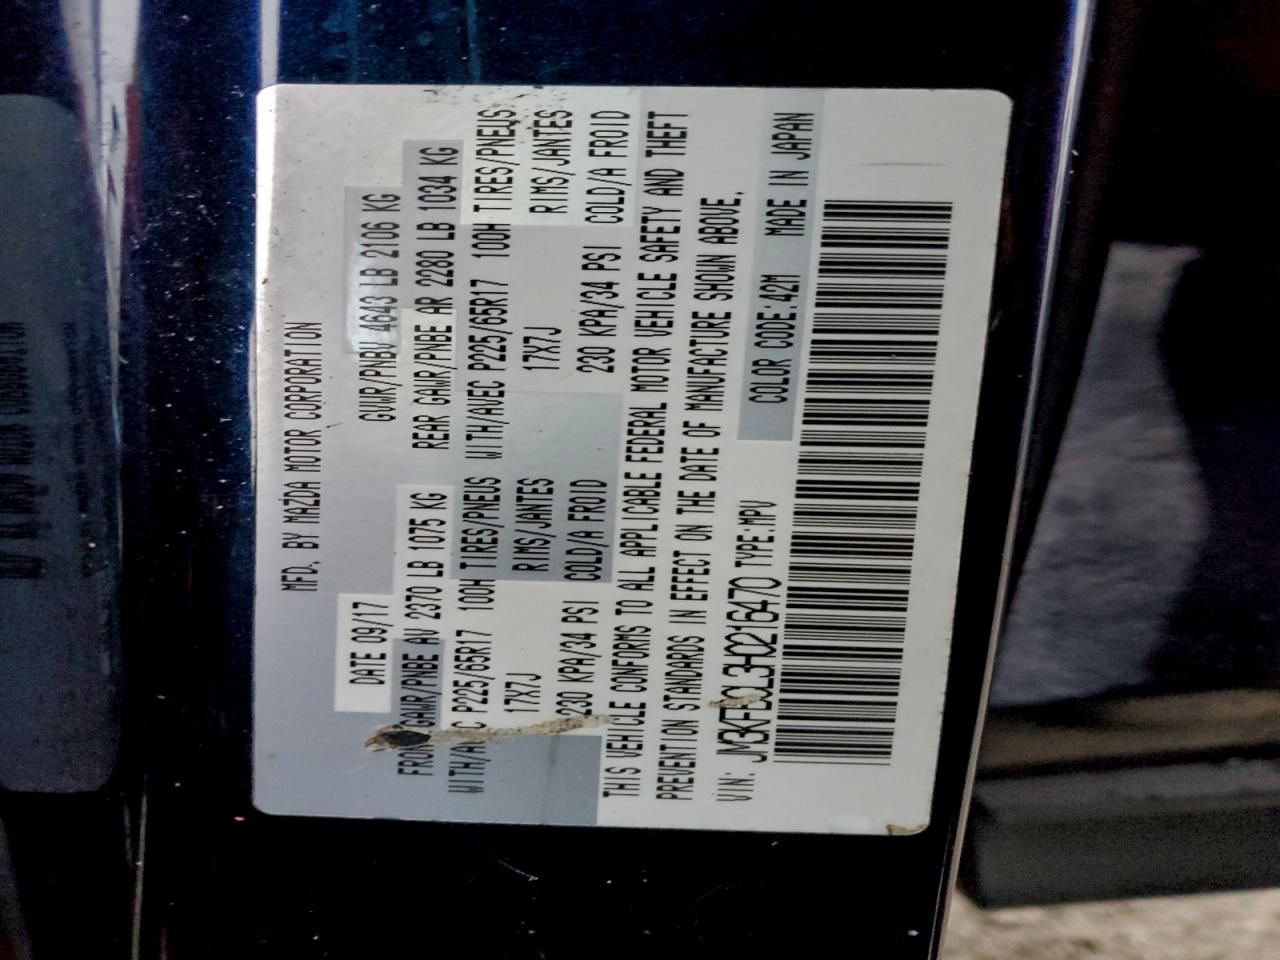 MFD. BY MAZDA MOTOR CORPORATION
DATE 09/17 GVWR/PNBV 4643 LB 2106 KG
FRONT GAWR/PNBE AV 2370 LB 1075 KG REAR GAWR/PNBE AR 2280 LB 1034 KG
WITH/AVEC P225/65R17 100H TIRES/PNEUS WITH/AVEC P225/65R17 100H TIRES/PNEUS
17X7J RIMS/JANTES 17X7J RIMS/JANTES
230 KPA/34 PSI COLD/A FROID 230 KPA/34 PSI COLD/A FROID
THIS VEHICLE CONFORMS TO ALL APPLICABLE FEDERAL MOTOR VEHICLE SAFETY AND THEFT
PREVENTION STANDARDS IN EFFECT ON THE DATE OF MANUFACTURE SHOWN ABOVE.
VIN: JM3KFBCL3H0216470 TYPE:MPV COLOR CODE:42M MADE IN JAPAN